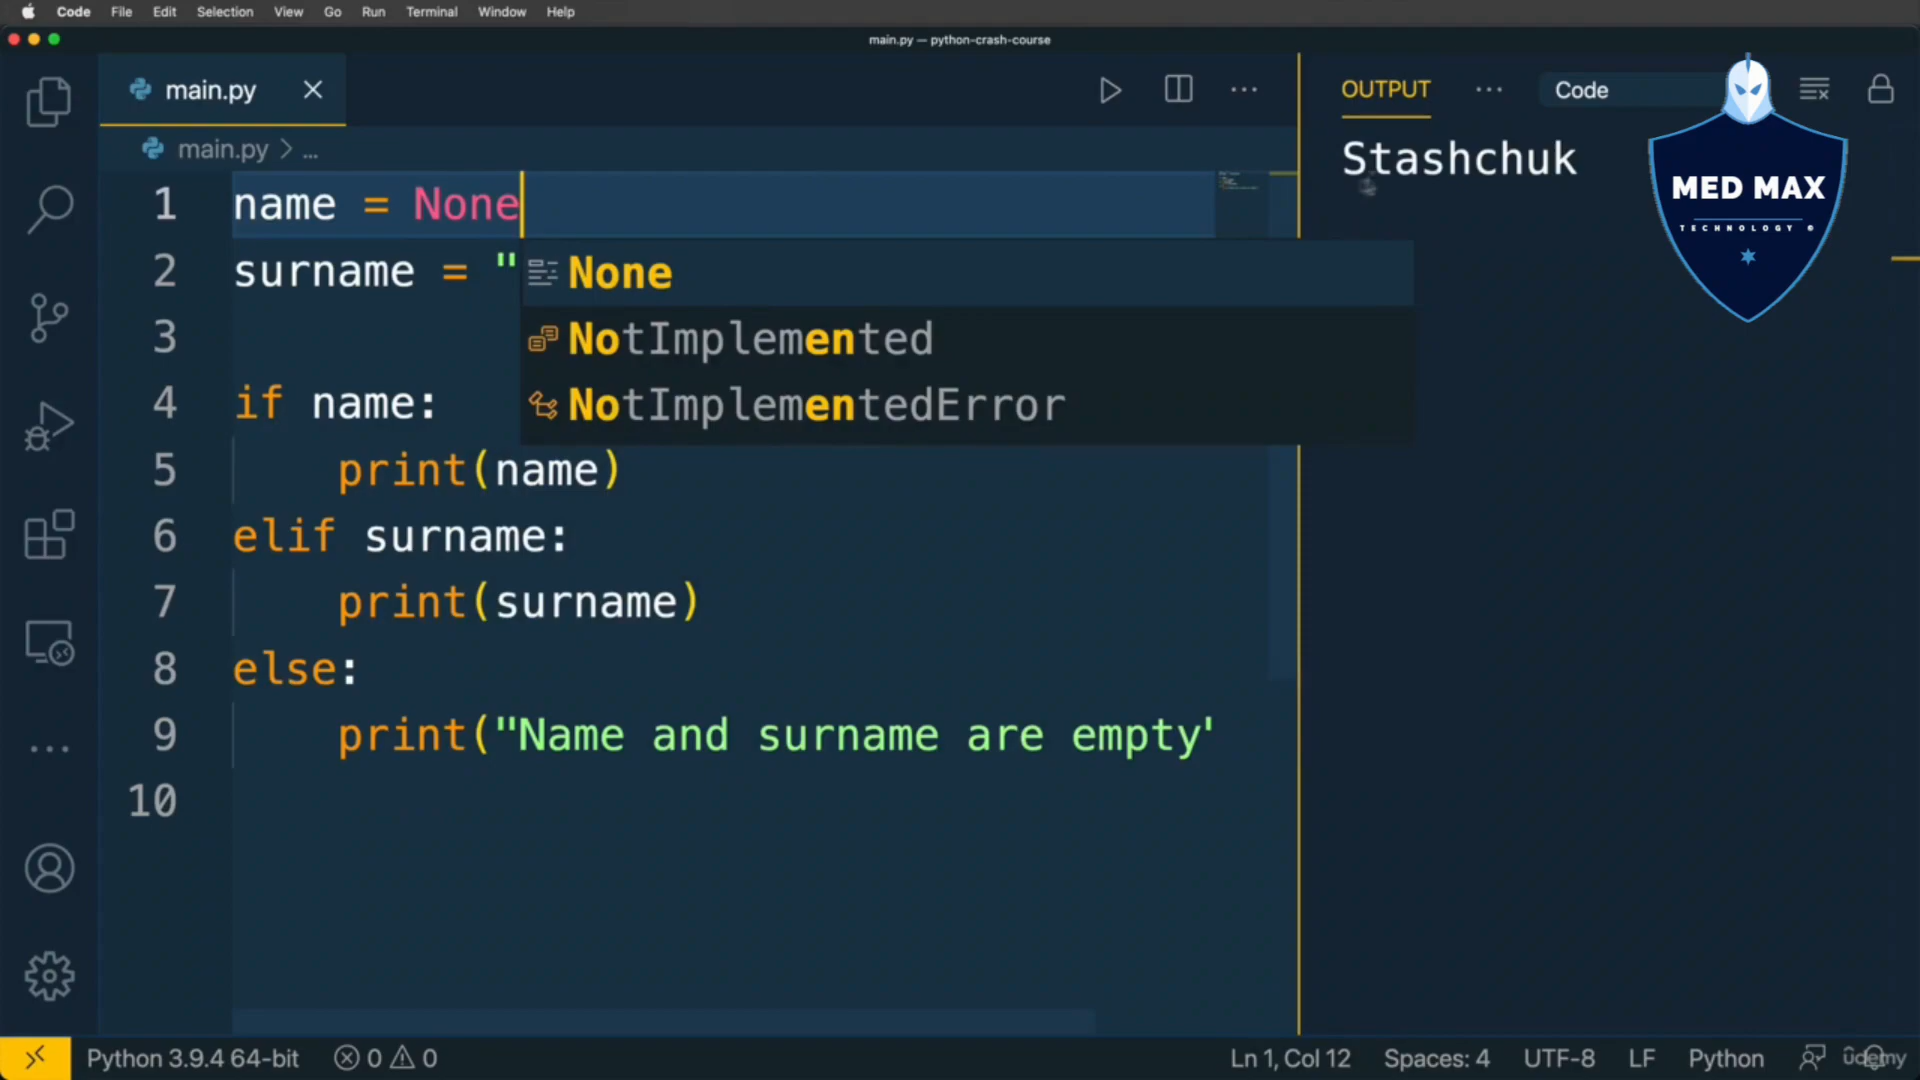 Code File Edit Selection View Go Run Terminal Window Help
main.py — python-crash-course
main.py
main.py > ...
1 name = None
2 surname = "
3
4 if name:
5 print(name)
6 elif surname:
7 print(surname)
8 else:
9 print("Name and surname are empty"
10
None
NotImplemented
NotImplementedError
OUTPUT ... Code
Stashchuk
MED MAX
TECHNOLOGY
Python 3.9.4 64-bit 0 0 Ln 1, Col 12 Spaces: 4 UTF-8 LF Python
udemy